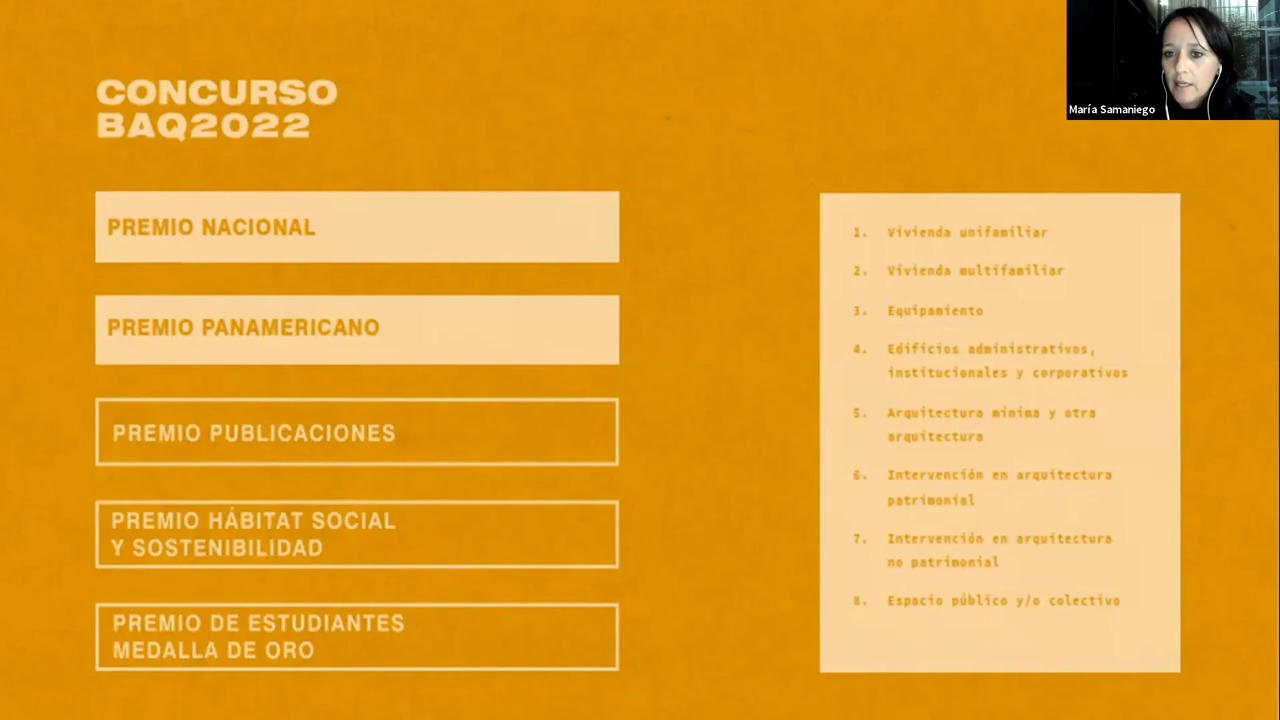 CONCURSO
BAQ2022
María Samaniego
PREMIO NACIONAL
PREMIO PANAMERICANO
PREMIO PUBLICACIONES
PREMIO HÁBITAT SOCIAL
Y SOSTENIBILIDAD
PREMIO DE ESTUDIANTES
MEDALLA DE ORO
1. Vivienda unifamiliar
2. Vivienda multifamiliar
3. Equipamiento
4. Edificios administrativos,
institucionales y corporativos
5. Arquitectura mínima y otra
arquitectura
6. Intervención en arquitectura
patrimonial
7. Intervención en arquitectura
no patrimonial
8. Espacio público y/o colectivo